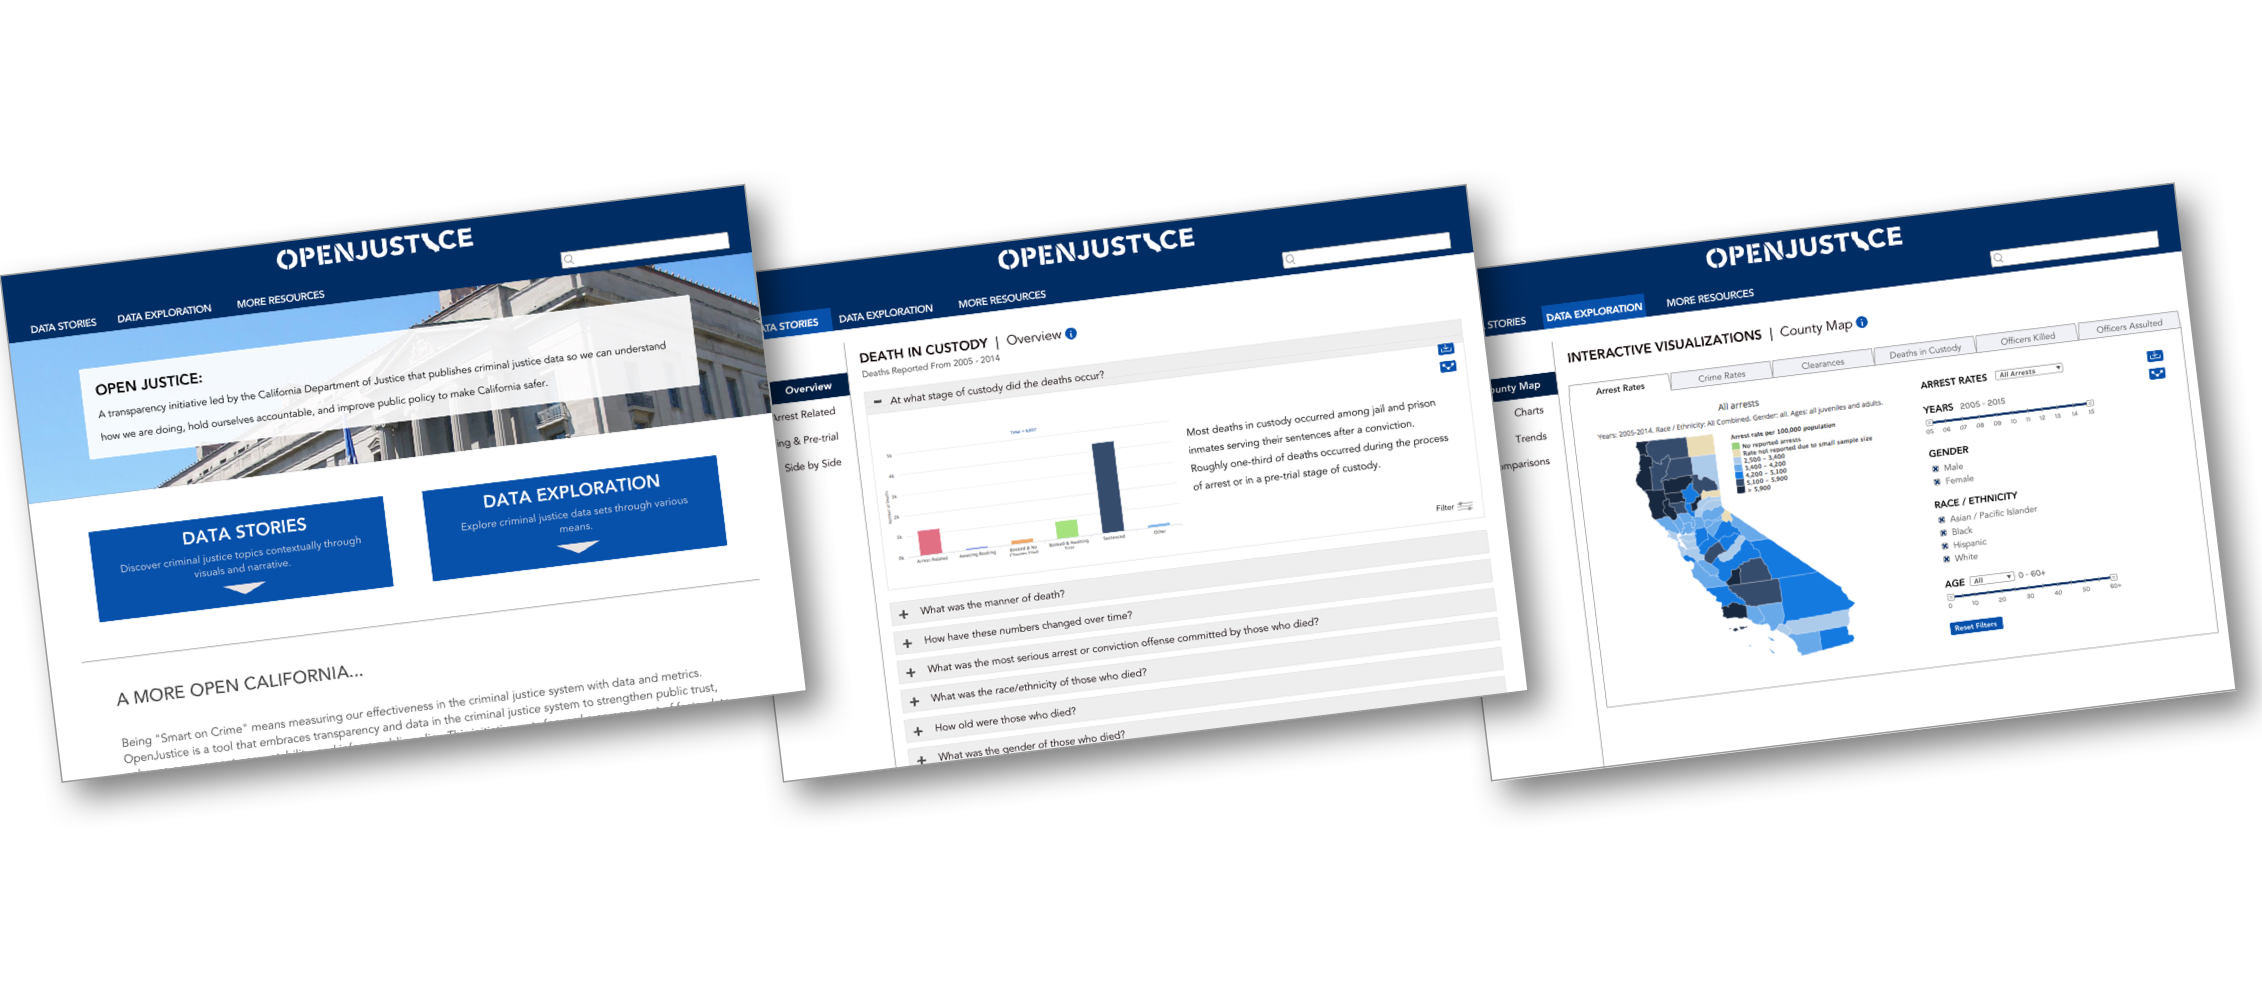 OPENJUSTICE
DATA STORIES
DATA EXPLORATION
MORE RESOURCES
OPEN JUSTICE:
A transparency initiative led by the California Department of Justice that publishes criminal justice data so we can understand
how we are doing, hold ourselves accountable, and improve public policy to make California safer.
DATA STORIES
Discover criminal justice topics contextually through
visuals and narrative.
DATA EXPLORATION
Explore criminal justice data sets through various
means.
A MORE OPEN CALIFORNIA...
Being "Smart on Crime" means measuring our effectiveness in the criminal justice system with data and metrics.
OpenJustice is a tool that embraces transparency and data in the criminal justice system to strengthen public trust,
OPENJUSTICE
TA STORIES
DATA EXPLORATION
MORE RESOURCES
Overview
Arrest Related
ng & Pre-trial
Side by Side
DEATH IN CUSTODY | Overview
Deaths Reported From 2005 - 2014
At what stage of custody did the deaths occur?
5k
4k
3k
2k
1k
0k
Number of Deaths
Arrest Related
Awaiting Booking
Booked & No
Booked & Awaiting
Trial
Sentenced
Other
Most deaths in custody occurred among jail and prison
inmates serving their sentences after a conviction.
Roughly one-third of deaths occurred during the process
of arrest or in a pre-trial stage of custody.
Filter
What was the manner of death?
How have these numbers changed over time?
What was the most serious arrest or conviction offense committed by those who died?
What was the race/ethnicity of those who died?
How old were those who died?
What was the gender of those who died?
OPENJUSTICE
STORIES
DATA EXPLORATION
MORE RESOURCES
ounty Map
Charts
Trends
omparisons
INTERACTIVE VISUALIZATIONS | County Map
Arrest Rates
Crime Rates
Clearances
Deaths in Custody
Officers Killed
Officers Assulted
All arrests
Years: 2005-2014. Race / Ethnicity: All Combined. Gender: all. Ages: all juveniles and adults.
Arrest rate per 100,000 population
No reported arrests
Rate not reported due to small sample size
2,500 - 3,400
3,400 - 4,200
4,200 - 5,100
5,100 - 5,900
> 5,900
ARREST RATES All Arrests
YEARS 2005 - 2015
05 06 07 08 09 10 11 12 13 14 15
GENDER
Male
Female
RACE / ETHNICITY
Asian / Pacific Islander
Black
Hispanic
White
AGE All 0 - 60+
0 10 20 30 40 50 60+
Reset Filters